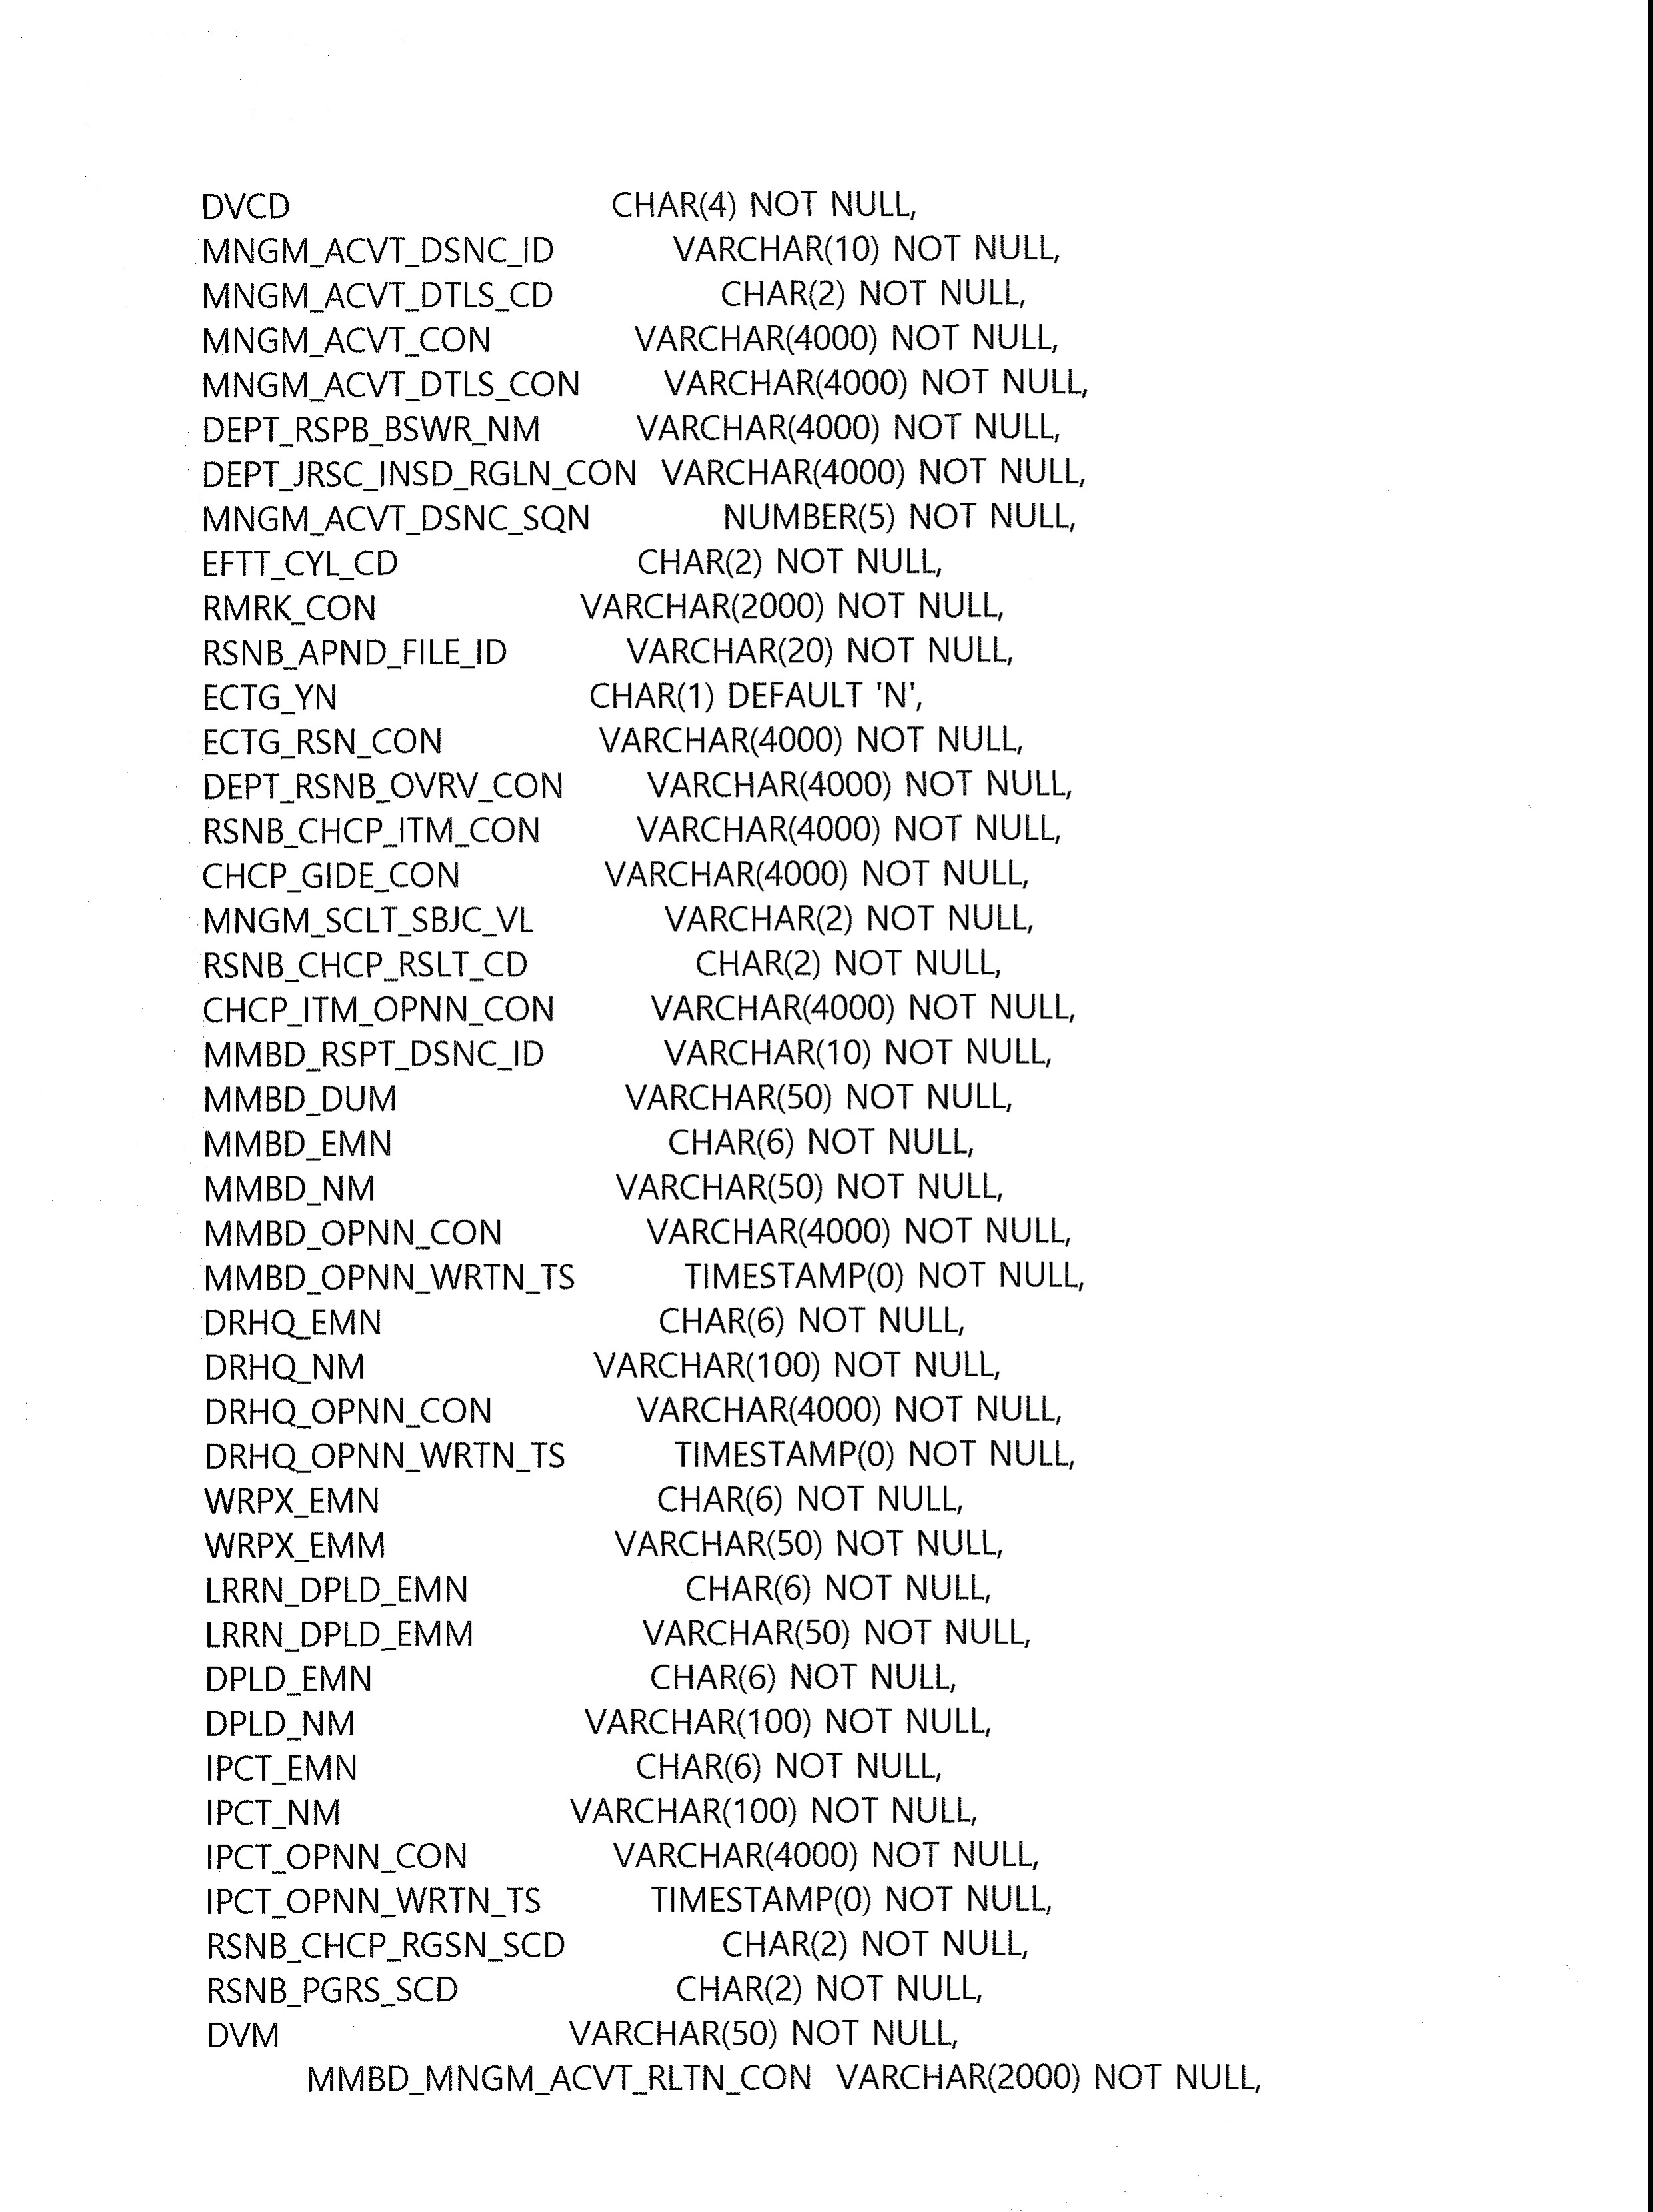 DVCD CHAR(4) NOT NULL,
MNGM_ACVT_DSNC_ID VARCHAR(10) NOT NULL,
MNGM_ACVT_DTLS_CD CHAR(2) NOT NULL,
MNGM_ACVT_CON VARCHAR(4000) NOT NULL,
MNGM_ACVT_DTLS_CON VARCHAR(4000) NOT NULL,
DEPT_RSPB_BSWR_NM VARCHAR(4000) NOT NULL,
DEPT_JRSC_INSD_RGLN_CON VARCHAR(4000) NOT NULL,
MNGM_ACVT_DSNC_SQN NUMBER(5) NOT NULL,
EFTT_CYL_CD CHAR(2) NOT NULL,
RMRK_CON VARCHAR(2000) NOT NULL,
RSNB_APND_FILE_ID VARCHAR(20) NOT NULL,
ECTG_YN CHAR(1) DEFAULT 'N',
ECTG_RSN_CON VARCHAR(4000) NOT NULL,
DEPT_RSNB_OVRV_CON VARCHAR(4000) NOT NULL,
RSNB_CHCP_ITM_CON VARCHAR(4000) NOT NULL,
CHCP_GIDE_CON VARCHAR(4000) NOT NULL,
MNGM_SCLT_SBJC_VL VARCHAR(2) NOT NULL,
RSNB_CHCP_RSLT_CD CHAR(2) NOT NULL,
CHCP_ITM_OPNN_CON VARCHAR(4000) NOT NULL,
MMBD_RSPT_DSNC_ID VARCHAR(10) NOT NULL,
MMBD_DUM VARCHAR(50) NOT NULL,
MMBD_EMN CHAR(6) NOT NULL,
MMBD_NM VARCHAR(50) NOT NULL,
MMBD_OPNN_CON VARCHAR(4000) NOT NULL,
MMBD_OPNN_WRTN_TS TIMESTAMP(0) NOT NULL,
DRHQ_EMN CHAR(6) NOT NULL,
DRHQ_NM VARCHAR(100) NOT NULL,
DRHQ_OPNN_CON VARCHAR(4000) NOT NULL,
DRHQ_OPNN_WRTN_TS TIMESTAMP(0) NOT NULL,
WRPX_EMN CHAR(6) NOT NULL,
WRPX_EMM VARCHAR(50) NOT NULL,
LRRN_DPLD_EMN CHAR(6) NOT NULL,
LRRN_DPLD_EMM VARCHAR(50) NOT NULL,
DPLD_EMN CHAR(6) NOT NULL,
DPLD_NM VARCHAR(100) NOT NULL,
IPCT_EMN CHAR(6) NOT NULL,
IPCT_NM VARCHAR(100) NOT NULL,
IPCT_OPNN_CON VARCHAR(4000) NOT NULL,
IPCT_OPNN_WRTN_TS TIMESTAMP(0) NOT NULL,
RSNB_CHCP_RGSN_SCD CHAR(2) NOT NULL,
RSNB_PGRS_SCD CHAR(2) NOT NULL,
DVM VARCHAR(50) NOT NULL,
MMBD_MNGM_ACVT_RLTN_CON VARCHAR(2000) NOT NULL,